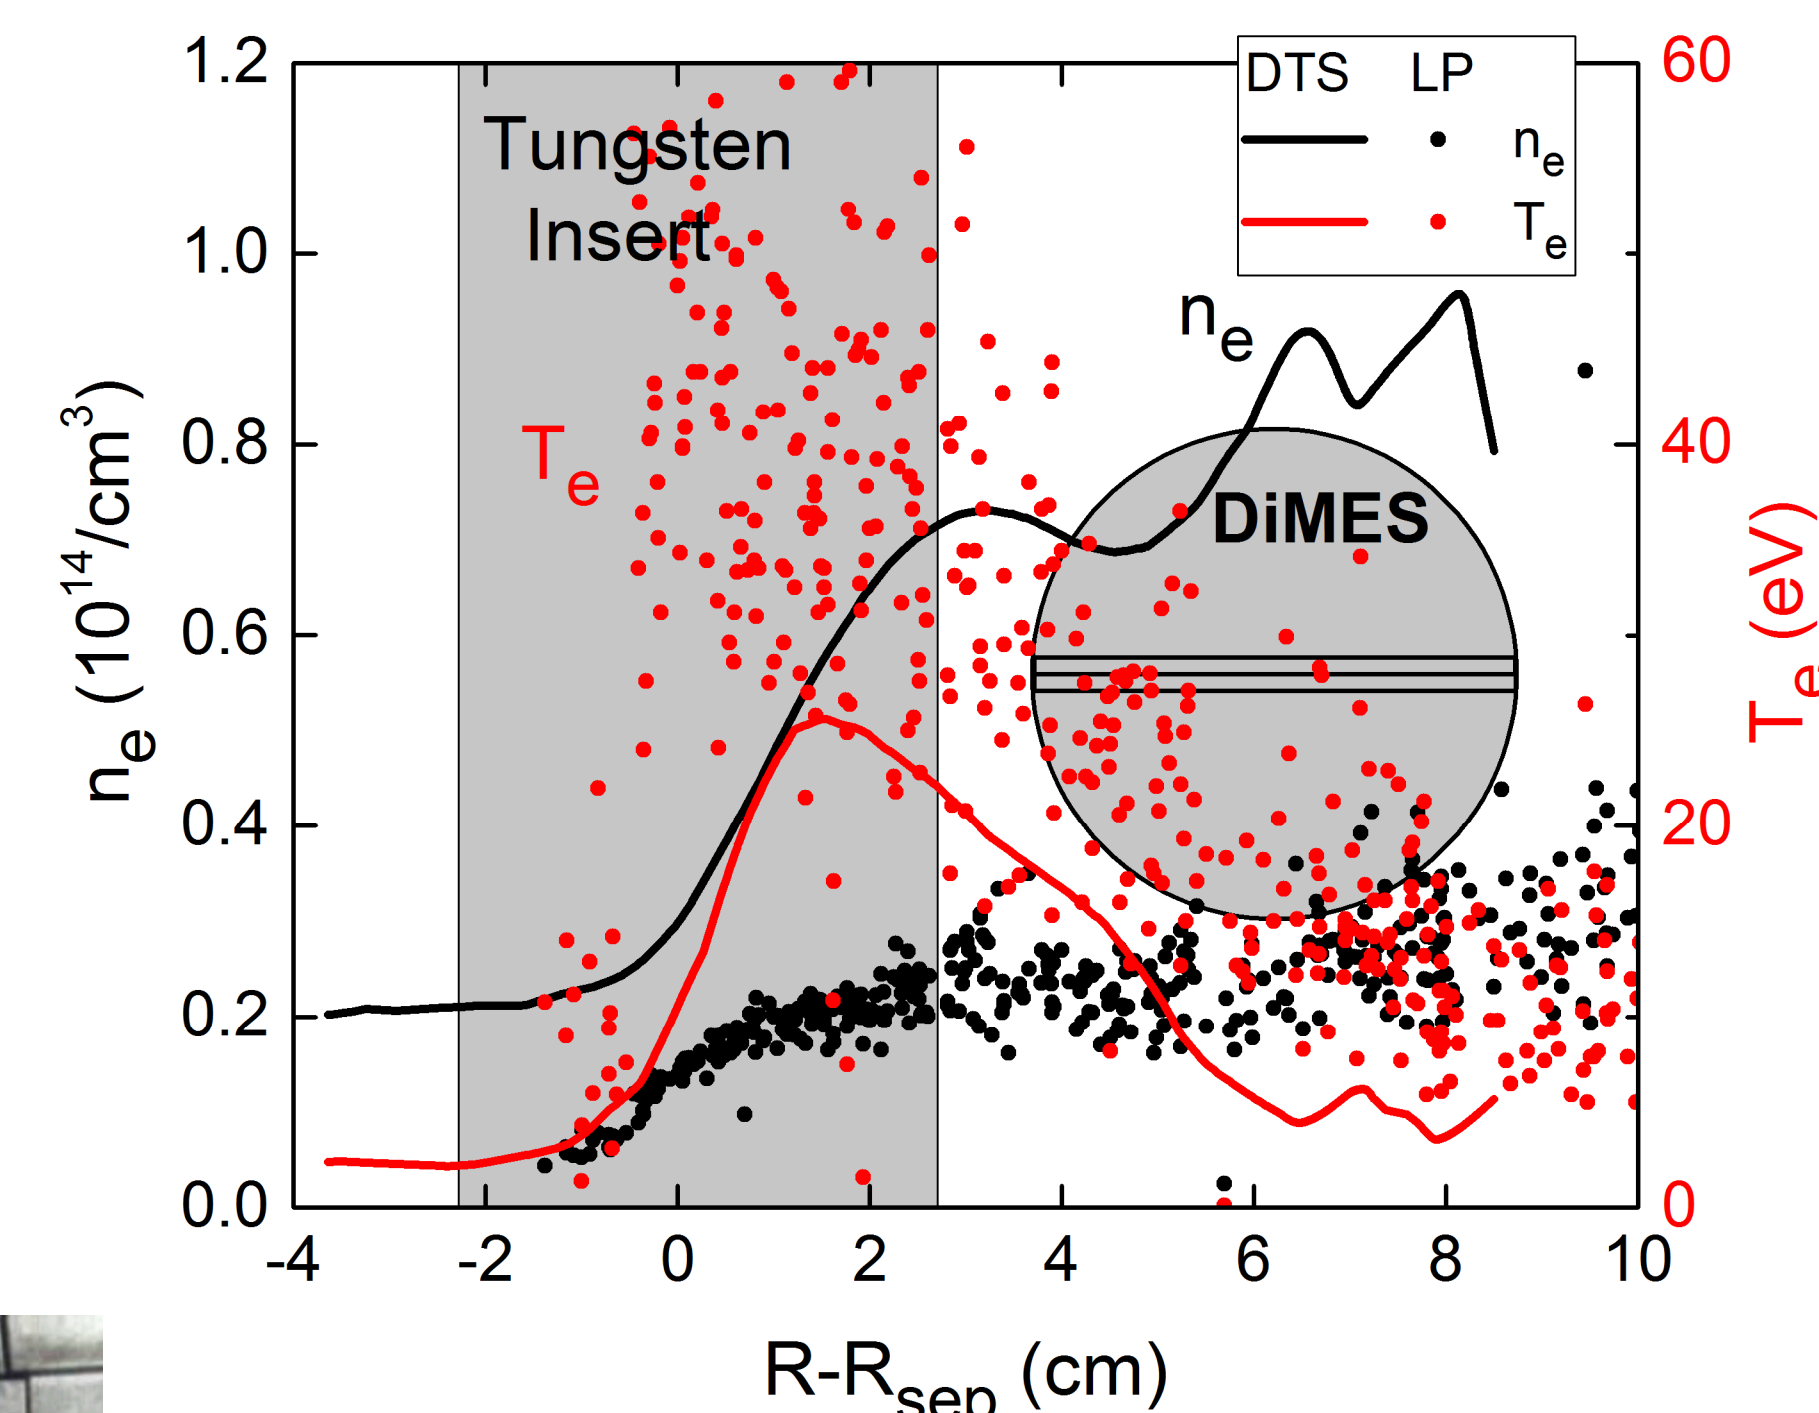 1.2
1.0
0.8
0.6
0.4
0.2
0.0
nₑ (10¹⁴/cm³)
Tungsten
Insert
Tₑ
nₑ
DTS LP
nₑ
Tₑ
DiMES
60
40
20
0
Tₑ (eV)
-4 -2 0 2 4 6 8 10
R-Rsep (cm)